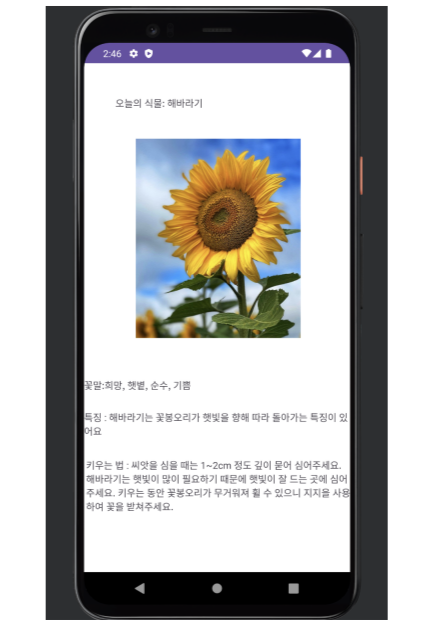 2:46
오늘의 식물: 해바라기
꽃말:희망, 햇볕, 순수, 기쁨
특징 : 해바라기는 꽃봉오리가 햇빛을 향해 따라 돌아가는 특징이 있
어요
키우는 법 : 씨앗을 심을 때는 1~2cm 정도 깊이 묻어 심어주세요.
해바라기는 햇빛이 많이 필요하기 때문에 햇빛이 잘 드는 곳에 심어
주세요. 키우는 동안 꽃봉오리가 무거워져 휠 수 있으니 지지을 사용
하여 꽃을 받쳐주세요.